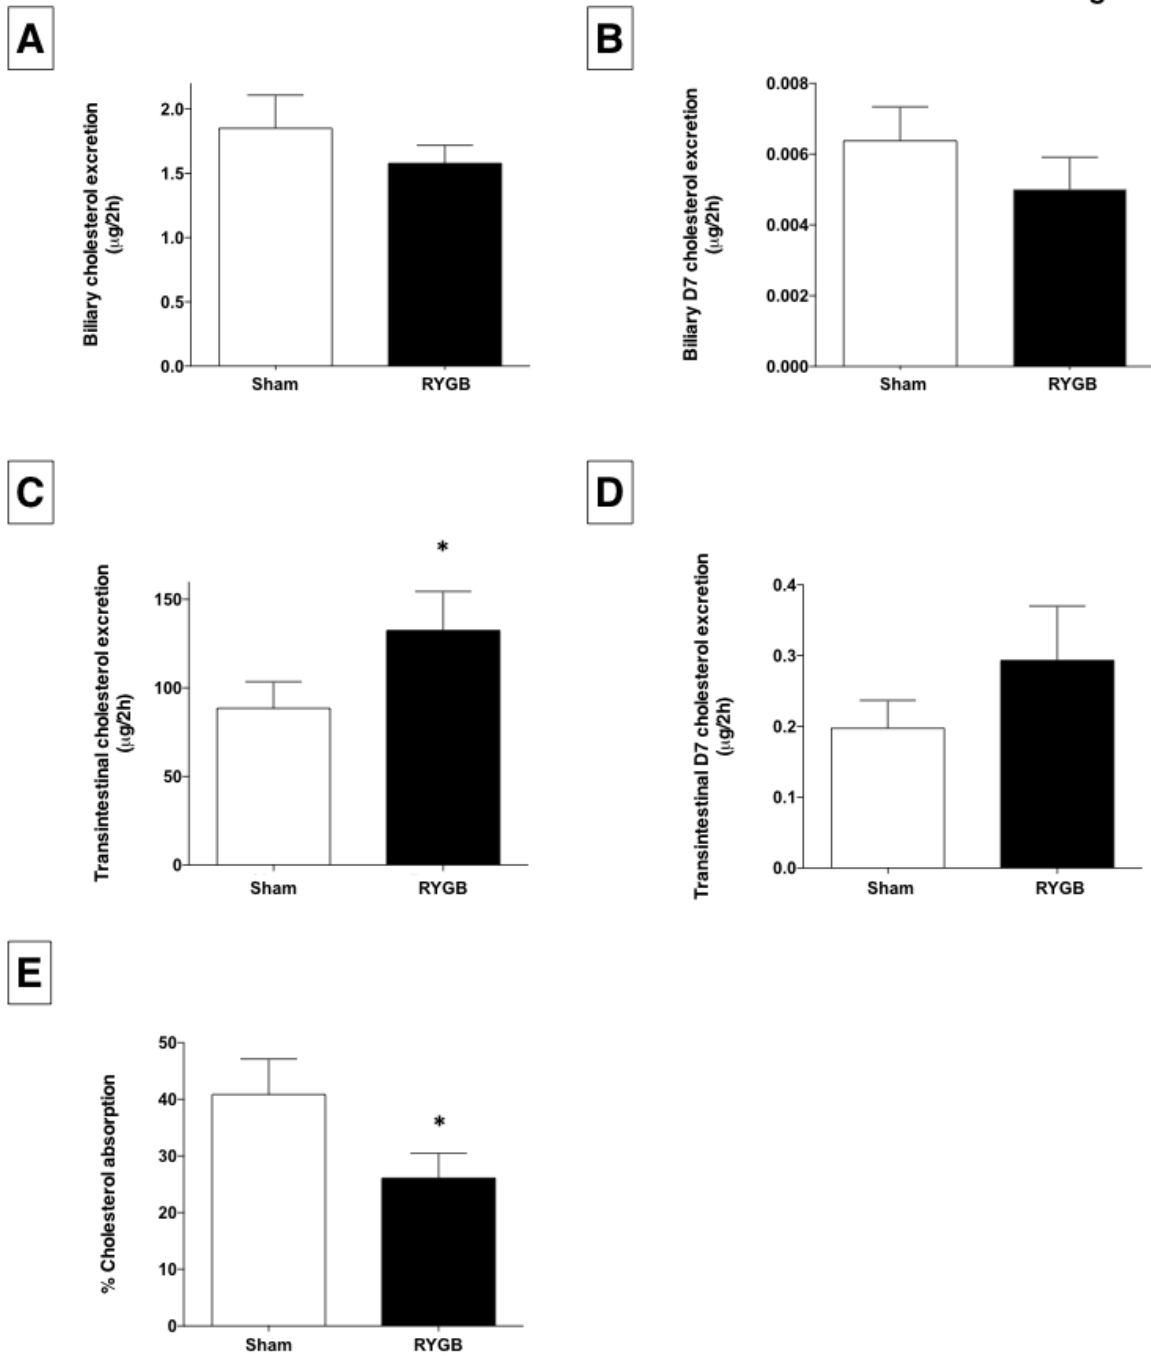 A
Biliary cholesterol excretion
(µg/2h)
2.0
1.5
1.0
0.5
0.0
Sham RYGB
B
Biliary D7 cholesterol excretion
(µg/2h)
0.008
0.006
0.004
0.002
0.000
Sham RYGB
C
Transintestinal cholesterol excretion
(µg/2h)
*
150
100
50
0
Sham RYGB
D
Transintestinal D7 cholesterol excretion
(µg/2h)
0.4
0.3
0.2
0.1
0.0
Sham RYGB
E
% Cholesterol absorption
50
40
*
30
20
10
0
Sham RYGB